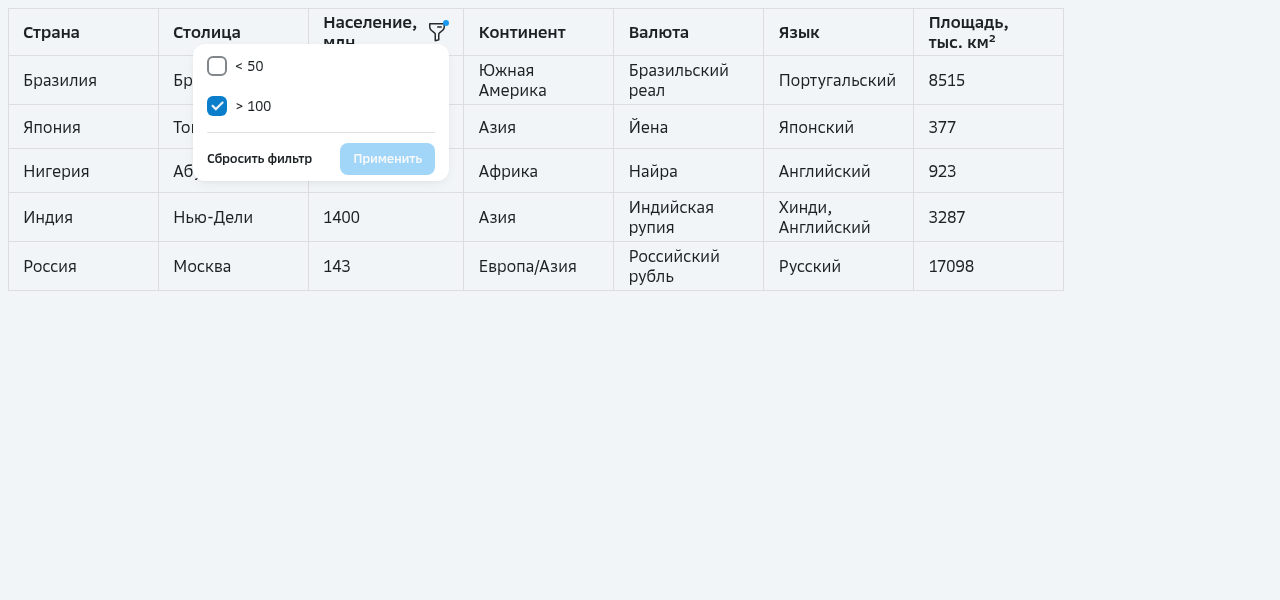 Страна Столица Население, млн Континент Валюта Язык Площадь, тыс. км²
< 50
> 100
Сбросить фильтр Применить
Бразилия Южная Америка Бразильский реал Португальский 8515
Япония Азия Йена Японский 377
Нигерия Африка Найра Английский 923
Индия Нью-Дели 1400 Азия Индийская рупия Хинди, Английский 3287
Россия Москва 143 Европа/Азия Российский рубль Русский 17098